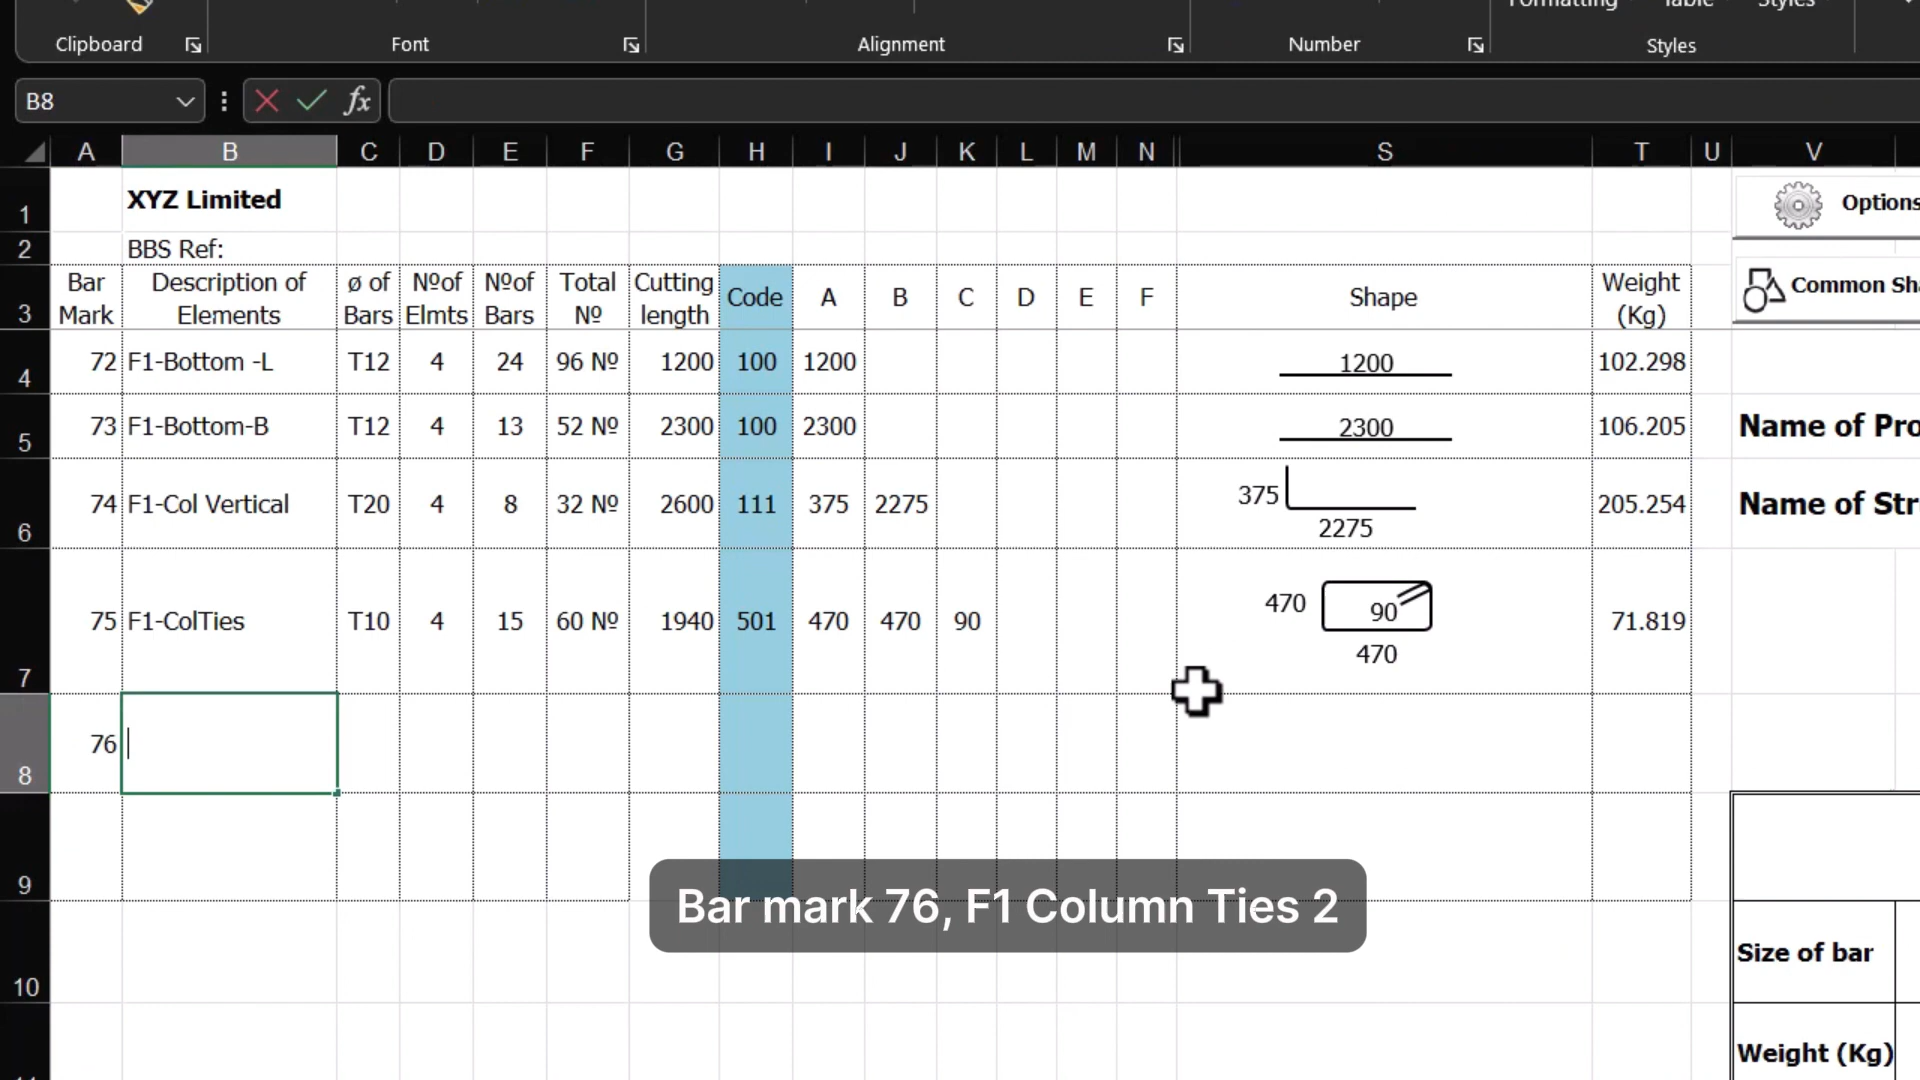 Formatting Table Styles
Clipboard Font Alignment Number Styles
B8 fx
A B C D E F G H I J K L M N S T U V
1 XYZ Limited Options
2 BBS Ref:
Bar Description of ø of Nºof Nºof Total Cutting Code A B C D E F Shape Weight Common Sha
3 Mark Elements Bars Elmts Bars Nº length (Kg)
4 72 F1-Bottom -L T12 4 24 96 Nº 1200 100 1200 1200 102.298
5 73 F1-Bottom-B T12 4 13 52 Nº 2300 100 2300 2300 106.205 Name of Pro
6 74 F1-Col Vertical T20 4 8 32 Nº 2600 111 375 2275 375 2275 205.254 Name of Str
7 75 F1-ColTies T10 4 15 60 Nº 1940 501 470 470 90 470 90 470 71.819
8 76
9
Bar mark 76, F1 Column Ties 2
10 Size of bar
Weight (Kg)